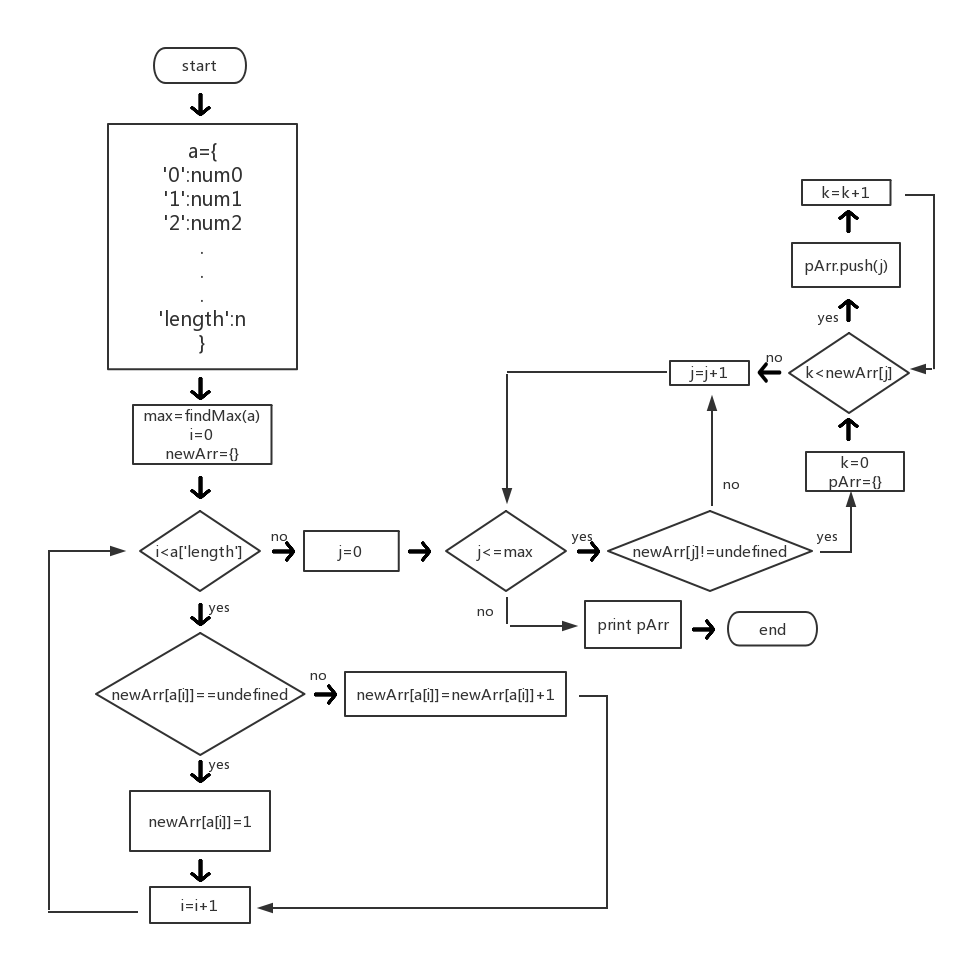 start
a={
'0':num0
'1':num1
'2':num2
.
.
.
'length':n
}
max=findMax(a)
i=0
newArr={}
i<a['length']
no
yes
newArr[a[i]]==undefined
no
newArr[a[i]]=newArr[a[i]]+1
yes
newArr[a[i]]=1
i=i+1
j=0
j<=max
yes
no
print pArr
end
newArr[j]!=undefined
no
yes
j=j+1
k=0
pArr={}
k<newArr[j]
no
yes
pArr.push(j)
k=k+1